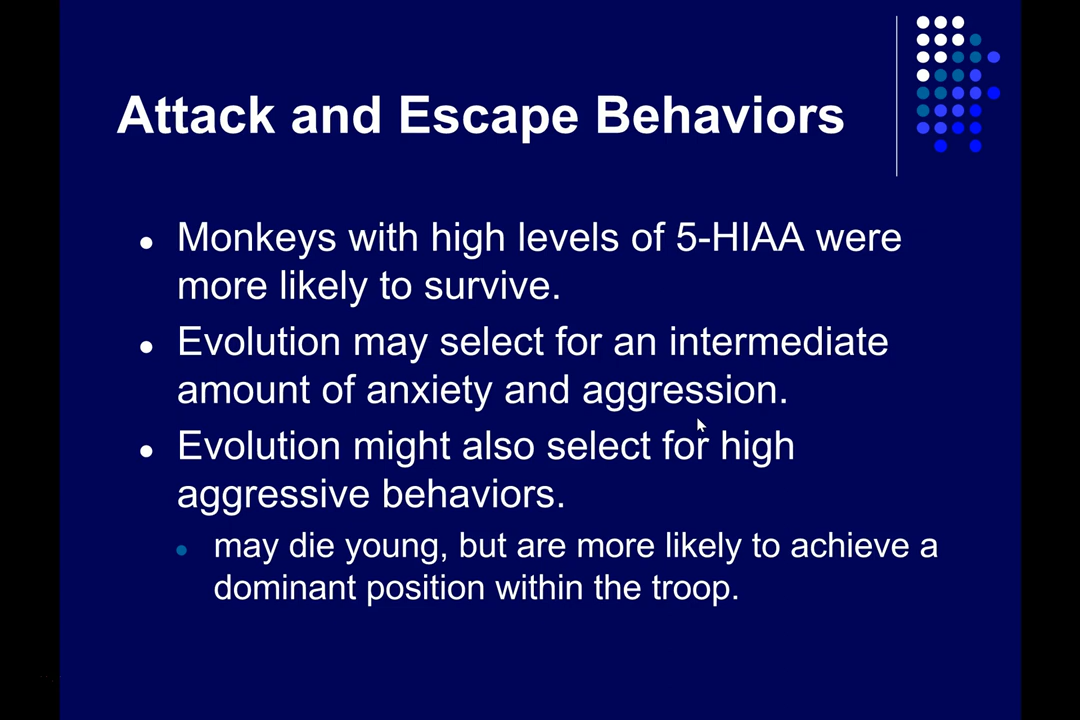 Attack and Escape Behaviors
Monkeys with high levels of 5-HIAA were
more likely to survive.
Evolution may select for an intermediate
amount of anxiety and aggression.
Evolution might also select for high
aggressive behaviors.
may die young, but are more likely to achieve a
dominant position within the troop.